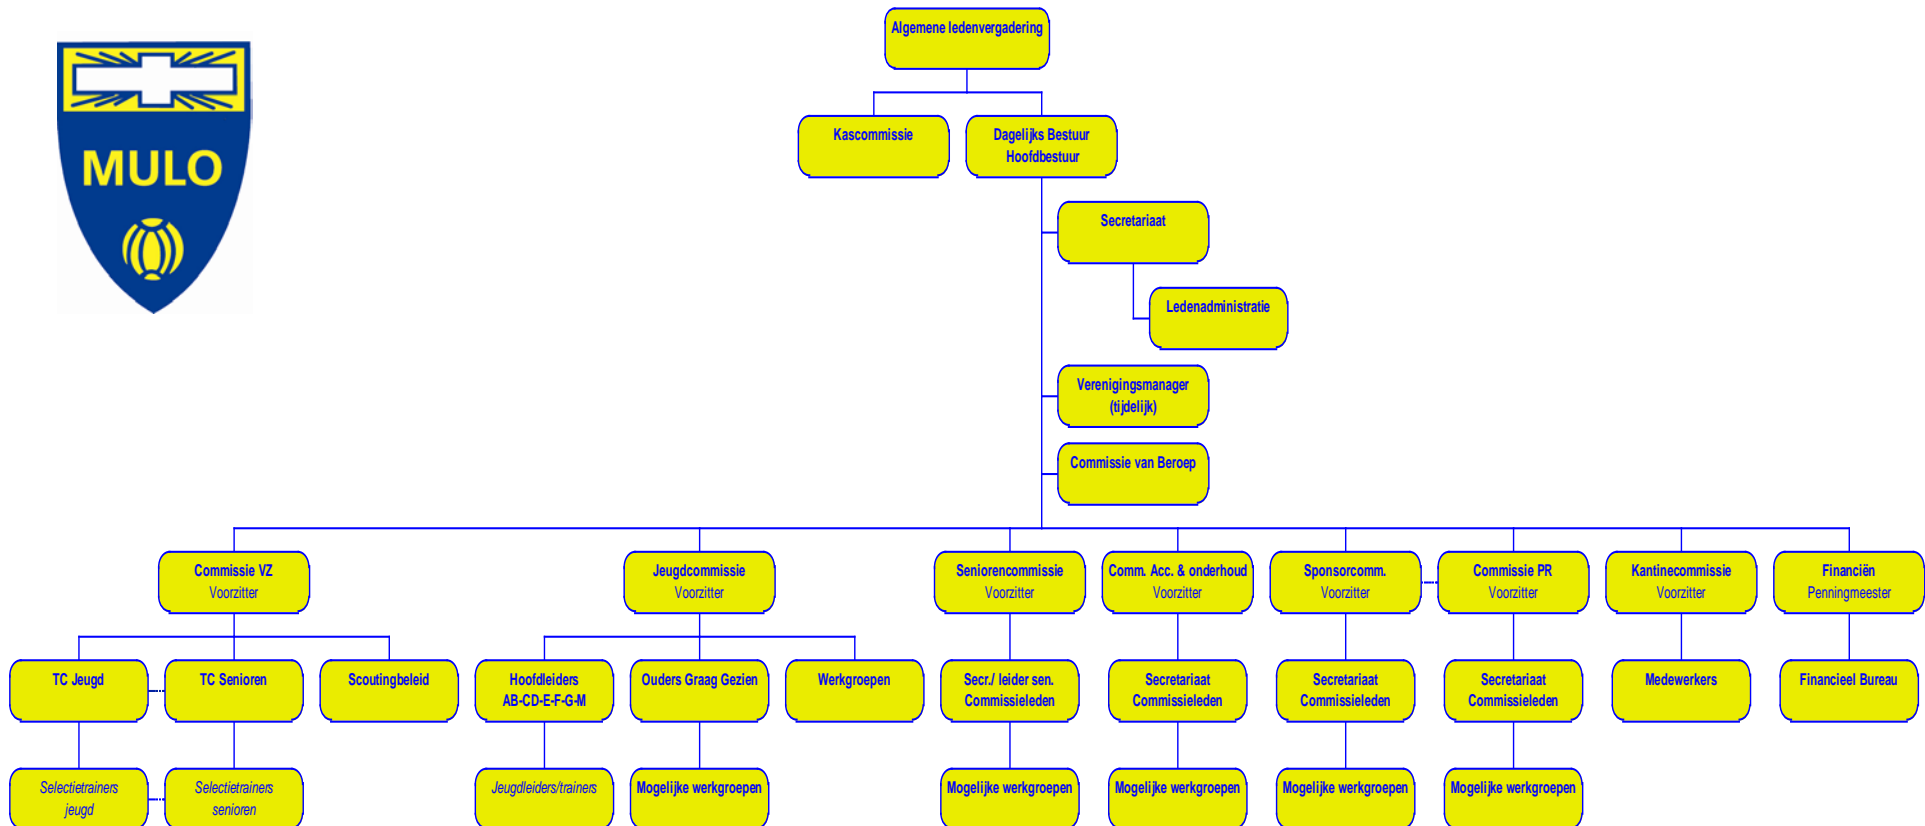 Algemene ledenvergadering
MULO
Kascommissie
Dagelijks Bestuur
Hoofdbestuur
Secretariaat
Ledenadministratie
Verenigingsmanager
(tijdelijk)
Commissie van Beroep
Commissie VZ
Voorzitter
Jeugdcommissie
Voorzitter
Seniorencommissie
Voorzitter
Comm. Acc. & onderhoud
Voorzitter
Sponsorcomm.
Voorzitter
Commissie PR
Voorzitter
Kantinecommissie
Voorzitter
Financiën
Penningmeester
TC Jeugd
TC Senioren
Scoutingbeleid
Hoofdleiders
AB-CD-E-F-G-M
Ouders Graag Gezien
Werkgroepen
Secr./ leider sen.
Commissieleden
Secretariaat
Commissieleden
Secretariaat
Commissieleden
Secretariaat
Commissieleden
Medewerkers
Financieel Bureau
Selectietrainers
jeugd
Selectietrainers
senioren
Jeugdleiders/trainers
Mogelijke werkgroepen
Mogelijke werkgroepen
Mogelijke werkgroepen
Mogelijke werkgroepen
Mogelijke werkgroepen